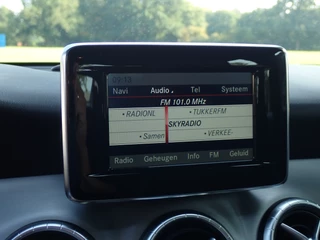 Navi Audio Tel Systeem
FM 101.0 MHz
RADIONL TUKKERFM
SKYRADIO
Samen VERKEE-
Radio Geheugen Info FM Geluid